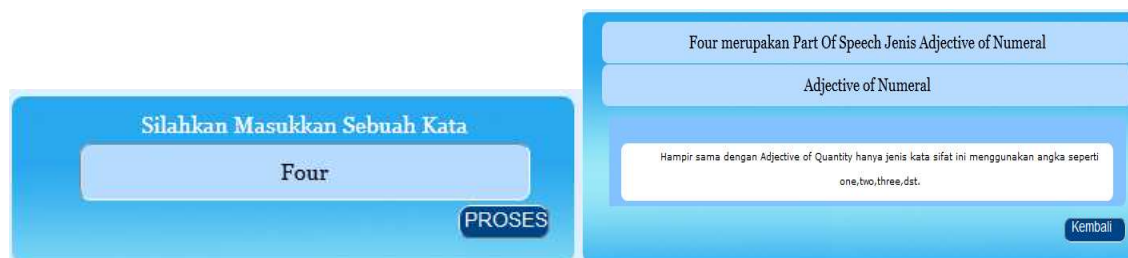 Silahkan Masukkan Sebuah Kata
Four
PROSES
Four merupakan Part Of Speech Jenis Adjective of Numeral
Adjective of Numeral
Hampir sama dengan Adjective of Quantity hanya jenis kata sifat ini menggunakan angka seperti
one,two,three,dst.
Kembali